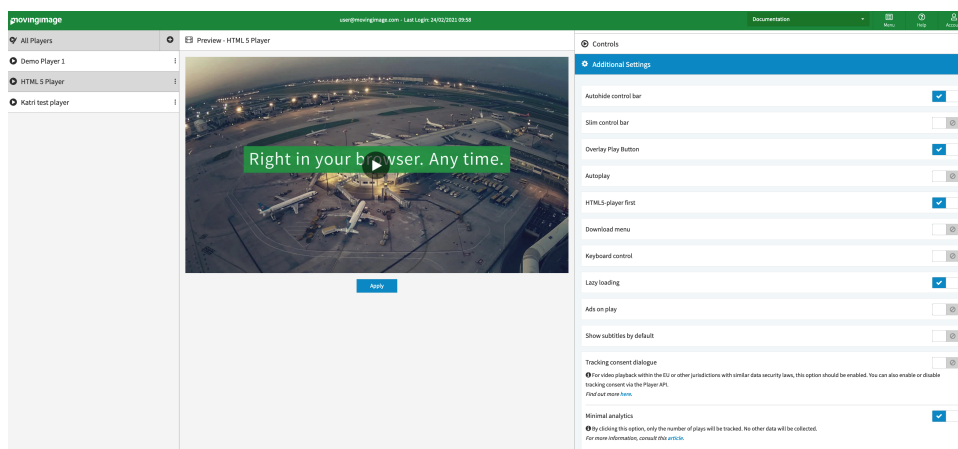 movingimage
user@movingimage.com - Last Login: 24/02/2021 09:58
Documentation
Menu
Help
Accou
All Players
Demo Player 1
HTML 5 Player
Katri test player
Preview - HTML 5 Player
Right in your browser. Any time.
Apply
Controls
Additional Settings
Autohide control bar
Slim control bar
Overlay Play Button
Autoplay
HTML5-player first
Download menu
Keyboard control
Lazy loading
Ads on play
Show subtitles by default
Tracking consent dialogue
For video playback within the EU or other jurisdictions with similar data security laws, this option should be enabled. You can also enable or disable
tracking consent via the Player API.
Find out more here.
Minimal analytics
By clicking this option, only the number of plays will be tracked. No other data will be collected.
For more information, consult this article.